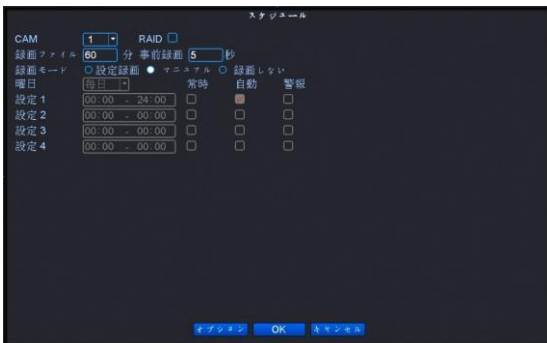 スケジュール
CAM 1 RAID
録画ファイル 60 分 事前録画 5 秒
録画モード 設定録画 マニュアル 録画しない
曜日 毎日 常時 自動 警報
設定 1 00:00 - 24:00
設定 2 00:00 - 00:00
設定 3 00:00 - 00:00
設定 4 00:00 - 00:00
オプション OK キャンセル